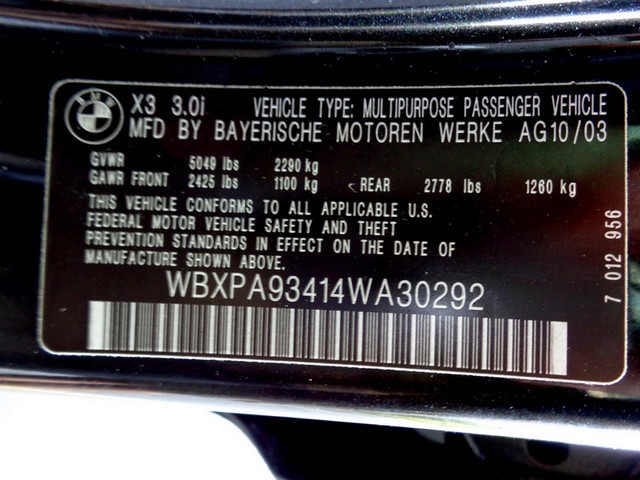 BMW
X3 3.0i VEHICLE TYPE: MULTIPURPOSE PASSENGER VEHICLE
MFD BY BAYERISCHE MOTOREN WERKE AG 10/03
GVWR 5049 lbs 2290 kg
GAWR FRONT 2425 lbs 1100 kg REAR 2778 lbs 1260 kg
THIS VEHICLE CONFORMS TO ALL APPLICABLE U.S.
FEDERAL MOTOR VEHICLE SAFETY AND THEFT
PREVENTION STANDARDS IN EFFECT ON THE DATE OF
MANUFACTURE SHOWN ABOVE.
WBXPA93414WA30292
7 012 956